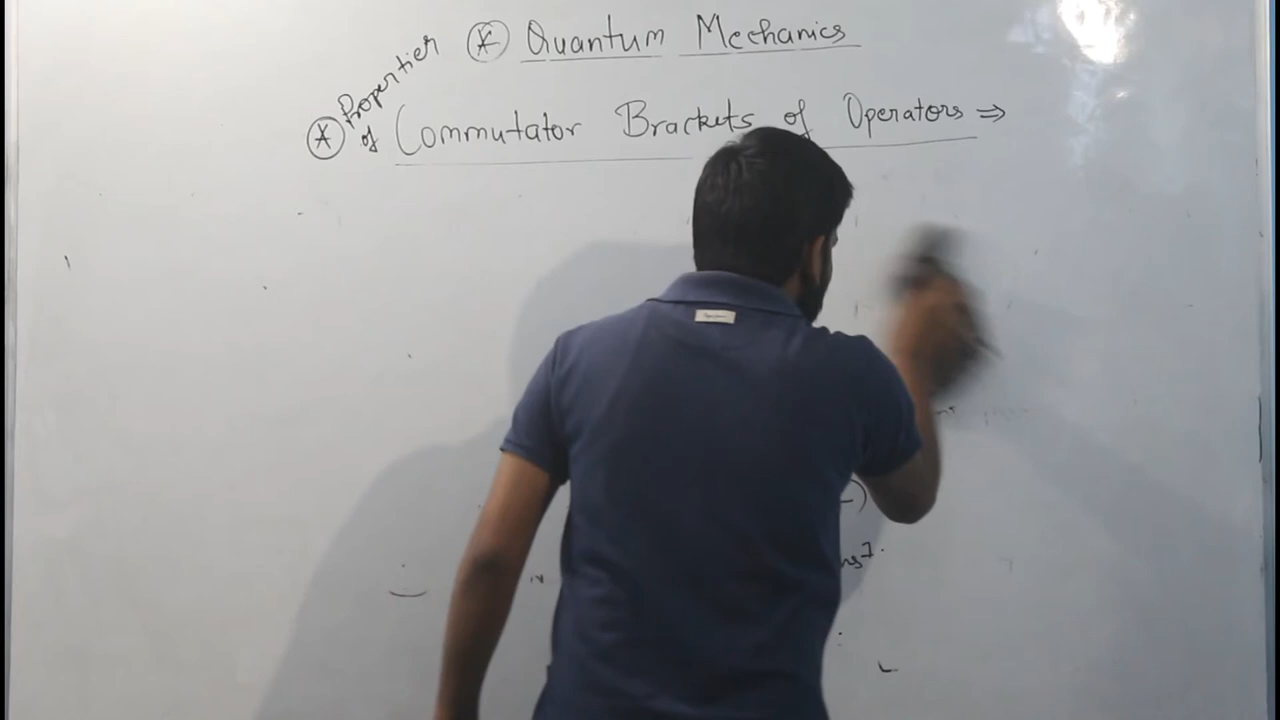 * Quantum Mechanics
* Properties of Commutator Brackets of Operators ⇒